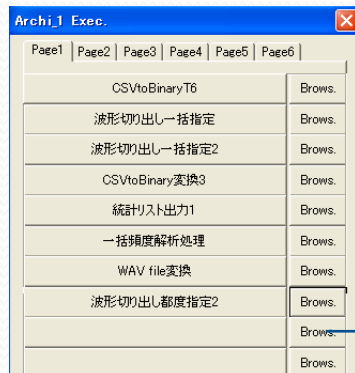 Archi_1 Exec.
Page1 Page2 Page3 Page4 Page5 Page6
CSVtoBinaryT6 Brows.
波形切り出し一括指定 Brows.
波形切り出し一括指定2 Brows.
CSVtoBinary変換3 Brows.
統計リスト出力1 Brows.
一括頻度解析処理 Brows.
WAV file変換 Brows.
波形切り出し都度指定2 Brows.
Brows.
Brows.